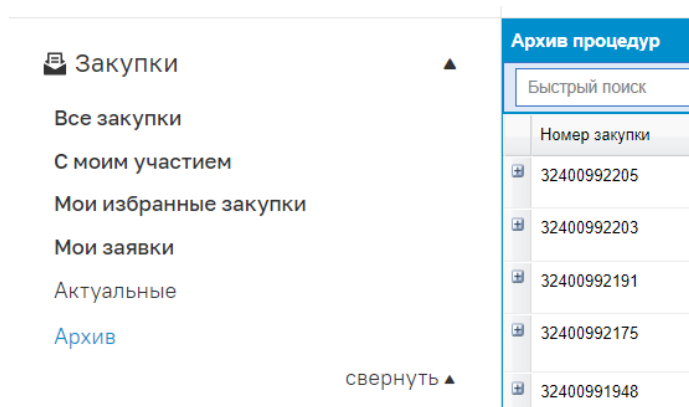 Закупки
Все закупки
С моим участием
Мои избранные закупки
Мои заявки
Актуальные
Архив
свернуть
Архив процедур
Быстрый поиск
Номер закупки
32400992205
32400992203
32400992191
32400992175
32400991948